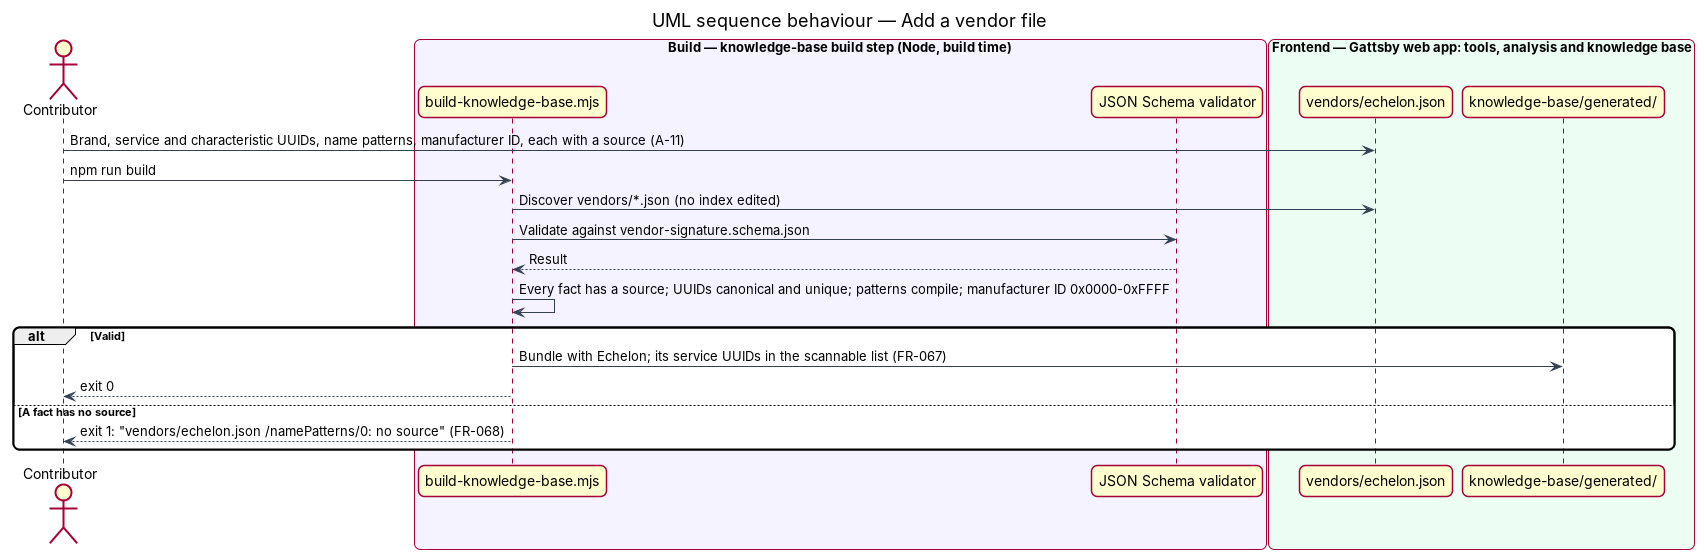 UML sequence behaviour — Add a vendor file
Build — knowledge-base build step (Node, build time)
Frontend — Gattsby web app: tools, analysis and knowledge base
Contributor
build-knowledge-base.mjs
JSON Schema validator
vendors/echelon.json
knowledge-base/generated/
Brand, service and characteristic UUIDs, name patterns, manufacturer ID, each with a source (A-11)
npm run build
Discover vendors/*.json (no index edited)
Validate against vendor-signature.schema.json
Result
Every fact has a source; UUIDs canonical and unique; patterns compile; manufacturer ID 0x0000-0xFFFF
alt
[Valid]
Bundle with Echelon; its service UUIDs in the scannable list (FR-067)
exit 0
[A fact has no source]
exit 1: "vendors/echelon.json /namePatterns/0: no source" (FR-068)
Contributor
build-knowledge-base.mjs
JSON Schema validator
vendors/echelon.json
knowledge-base/generated/